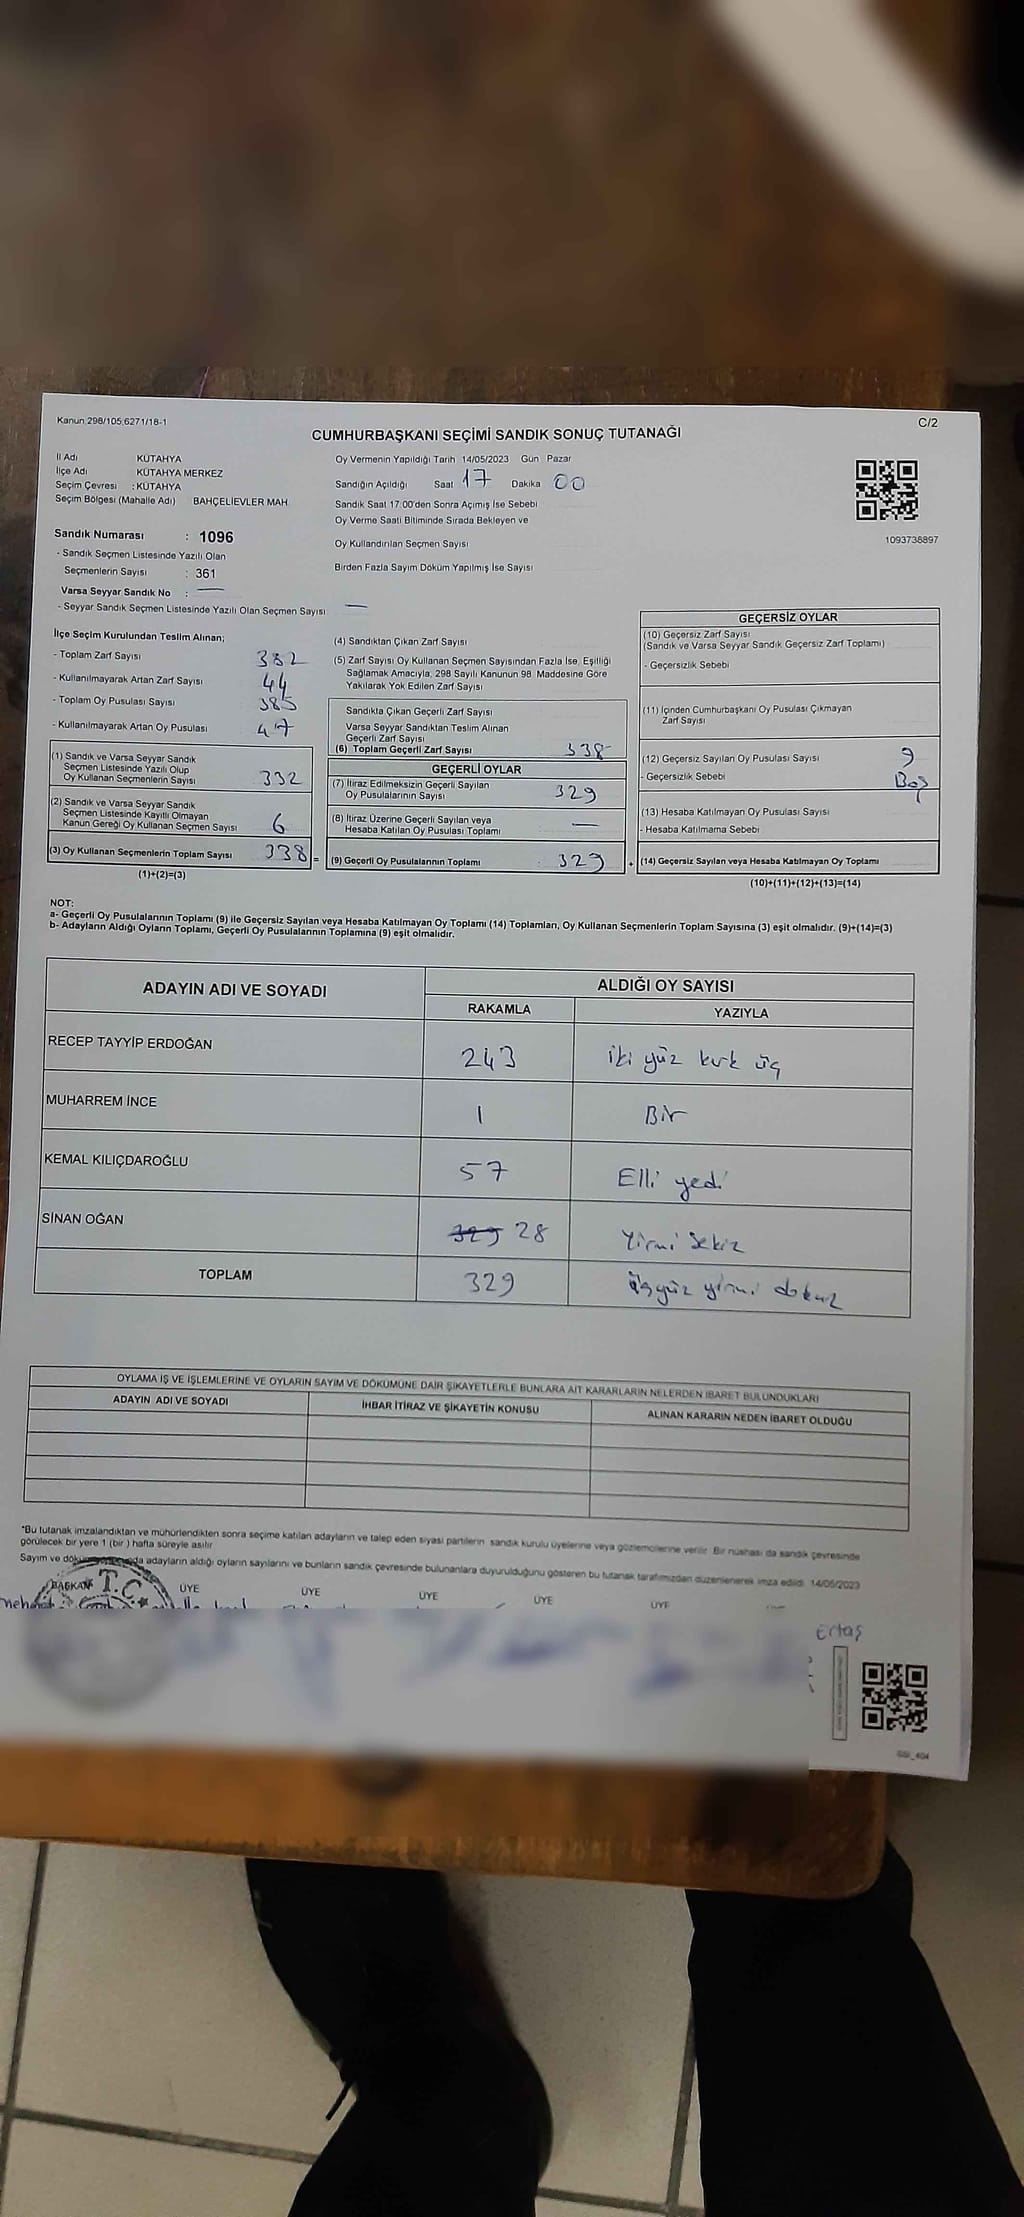 Kanun 298/105;6271/18-1
C/2
CUMHURBAŞKANI SEÇİMİ SANDIK SONUÇ TUTANAĞI
İl Adı KÜTAHYA
İlçe Adı KÜTAHYA MERKEZ
Seçim Çevresi : KÜTAHYA
Seçim Bölgesi (Mahalle Adı) BAHÇELİEVLER MAH.
Oy Vermenin Yapıldığı Tarih 14/05/2023 Gün Pazar
Sandığın Açıldığı Saat 17 Dakika 00
Sandık Saat 17:00'den Sonra Açımış İse Sebebi
Oy Verme Saati Bitiminde Sırada Bekleyen ve
Oy Kullandırılan Seçmen Sayısı
Birden Fazla Sayım Döküm Yapılmış İse Sayısı
1093738897
Sandık Numarası : 1096
- Sandık Seçmen Listesinde Yazılı Olan
Seçmenlerin Sayısı : 361
Varsa Seyyar Sandık No : —
- Seyyar Sandık Seçmen Listesinde Yazılı Olan Seçmen Sayısı —
İlçe Seçim Kurulundan Teslim Alınan;
- Toplam Zarf Sayısı 382
- Kullanılmayarak Artan Zarf Sayısı 44
- Toplam Oy Pusulası Sayısı 385
- Kullanılmayarak Artan Oy Pusulası 47
(1) Sandık ve Varsa Seyyar Sandık
Seçmen Listesinde Yazılı Olup
Oy Kullanan Seçmenlerin Sayısı 332
(2) Sandık ve Varsa Seyyar Sandık
Seçmen Listesinde Kayıtlı Olmayan
Kanun Gereği Oy Kullanan Seçmen Sayısı 6
(3) Oy Kullanan Seçmenlerin Toplam Sayısı 338 =
(1)+(2)=(3)
(4) Sandıktan Çıkan Zarf Sayısı
(5) Zarf Sayısı Oy Kullanan Seçmen Sayısından Fazla İse, Eşitliği
Sağlamak Amacıyla, 298 Sayılı Kanunun 98. Maddesine Göre
Yakılarak Yok Edilen Zarf Sayısı
Sandıkta Çıkan Geçerli Zarf Sayısı
Varsa Seyyar Sandıktan Teslim Alınan
Geçerli Zarf Sayısı
(6) Toplam Geçerli Zarf Sayısı 338
GEÇERLİ OYLAR
(7) İtiraz Edilmeksizin Geçerli Sayılan
Oy Pusulalarının Sayısı 329
(8) İtiraz Üzerine Geçerli Sayılan veya
Hesaba Katılan Oy Pusulası Toplamı —
(9) Geçerli Oy Pusulalarının Toplamı : 329 +
GEÇERSİZ OYLAR
(10) Geçersiz Zarf Sayısı
(Sandık ve Varsa Seyyar Sandık Geçersiz Zarf Toplamı)
- Geçersizlik Sebebi
(11) İçinden Cumhurbaşkanı Oy Pusulası Çıkmayan
Zarf Sayısı
(12) Geçersiz Sayılan Oy Pusulası Sayısı 9
- Geçersizlik Sebebi Boş
(13) Hesaba Katılmayan Oy Pusulası Sayısı
- Hesaba Katılmama Sebebi
(14) Geçersiz Sayılan veya Hesaba Katılmayan Oy Toplamı
(10)+(11)+(12)+(13)=(14)
NOT:
a- Geçerli Oy Pusulalarının Toplamı (9) ile Geçersiz Sayılan veya Hesaba Katılmayan Oy Toplamı (14) Toplamları, Oy Kullanan Seçmenlerin Toplam Sayısına (3) eşit olmalıdır. (9)+(14)=(3)
b- Adayların Aldığı Oyların Toplamı, Geçerli Oy Pusulalarının Toplamına (9) eşit olmalıdır.
ADAYIN ADI VE SOYADI
ALDIĞI OY SAYISI
RAKAMLA YAZIYLA
RECEP TAYYİP ERDOĞAN 243 iki yüz kırk üç
MUHARREM İNCE 1 Bir
KEMAL KILIÇDAROĞLU 57 Elli yedi
SİNAN OĞAN 329 28 Yirmi Sekiz
TOPLAM 329 üçyüz yirmi dokuz
OYLAMA İŞ VE İŞLEMLERİNE VE OYLARIN SAYIM VE DÖKÜMÜNE DAİR ŞİKAYETLERLE BUNLARA AİT KARARLARIN NELERDEN İBARET BULUNDUKLARI
ADAYIN ADI VE SOYADI İHBAR İTİRAZ VE ŞİKAYETİN KONUSU ALINAN KARARIN NEDEN İBARET OLDUĞU
*Bu tutanak imzalandıktan ve mühürlendikten sonra seçime katılan adayların ve talep eden siyasi partilerin sandık kurulu üyelerine veya gözlemcilerine verilir. Bir nüshası da sandık çevresinde
görülecek bir yere 1 (bir) hafta süreyle asılır
Sayım ve adayların aldığı oyların sayılarını ve bunların sandık çevresinde bulunanlara duyurulduğunu gösteren bu tutanak tarafımızdan düzenlenerek imza edildi. 14/05/2023
BAŞKAN T.C. ÜYE ÜYE ÜYE ÜYE ÜYE
Ertaş